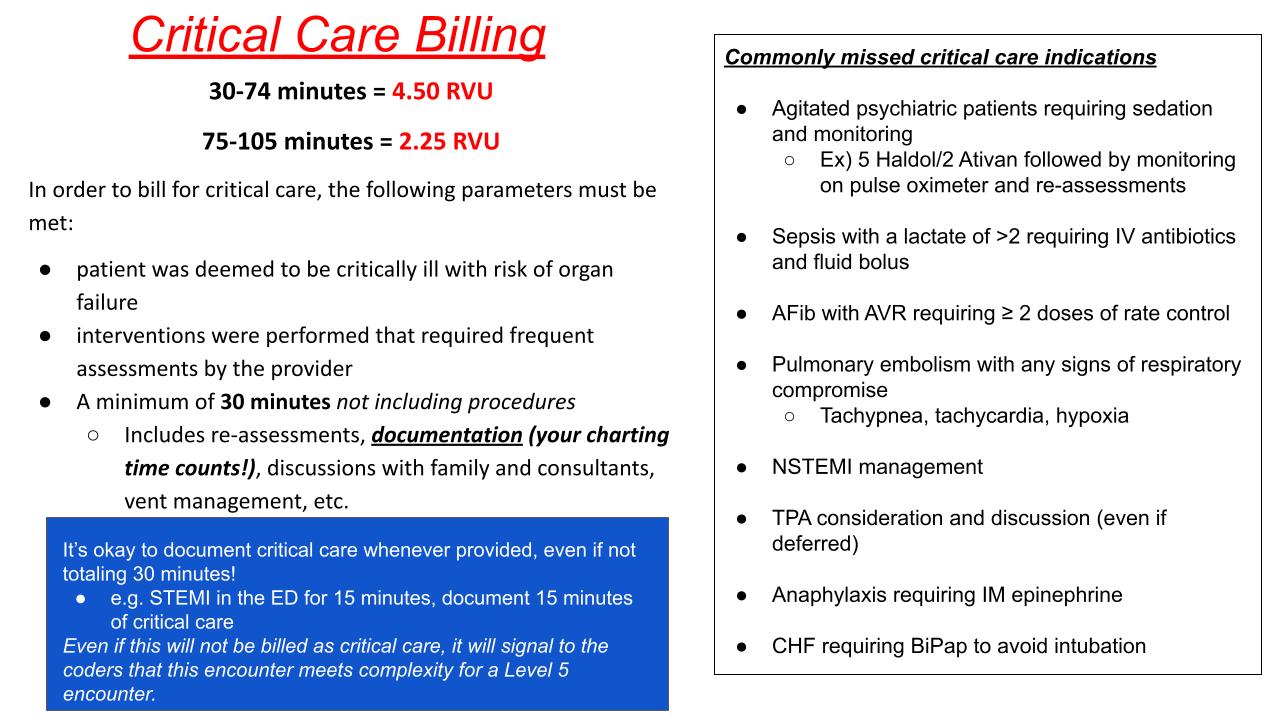 Critical Care Billing
30-74 minutes = 4.50 RVU
75-105 minutes = 2.25 RVU
In order to bill for critical care, the following parameters must be
met:
● patient was deemed to be critically ill with risk of organ
failure
● interventions were performed that required frequent
assessments by the provider
● A minimum of 30 minutes not including procedures
○ Includes re-assessments, documentation (your charting
time counts!), discussions with family and consultants,
vent management, etc.
It's okay to document critical care whenever provided, even if not
totaling 30 minutes!
● e.g. STEMI in the ED for 15 minutes, document 15 minutes
of critical care
Even if this will not be billed as critical care, it will signal to the
coders that this encounter meets complexity for a Level 5
encounter.
Commonly missed critical care indications
● Agitated psychiatric patients requiring sedation
and monitoring
○ Ex) 5 Haldol/2 Ativan followed by monitoring
on pulse oximeter and re-assessments
● Sepsis with a lactate of >2 requiring IV antibiotics
and fluid bolus
● AFib with AVR requiring ≥ 2 doses of rate control
● Pulmonary embolism with any signs of respiratory
compromise
○ Tachypnea, tachycardia, hypoxia
● NSTEMI management
● TPA consideration and discussion (even if
deferred)
● Anaphylaxis requiring IM epinephrine
● CHF requiring BiPap to avoid intubation